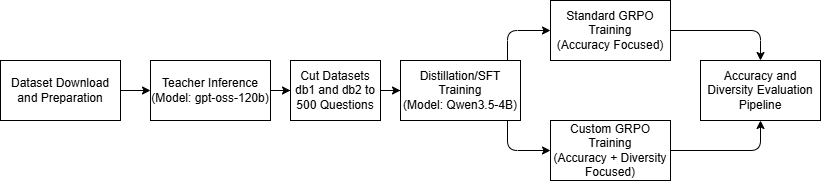 Dataset Download
and Preparation
Teacher Inference
(Model: gpt-oss-120b)
Cut Datasets
db1 and db2 to
500 Questions
Distillation/SFT
Training
(Model: Qwen3.5-4B)
Standard GRPO
Training
(Accuracy Focused)
Custom GRPO
Training
(Accuracy + Diversity
Focused)
Accuracy and
Diversity Evaluation
Pipeline